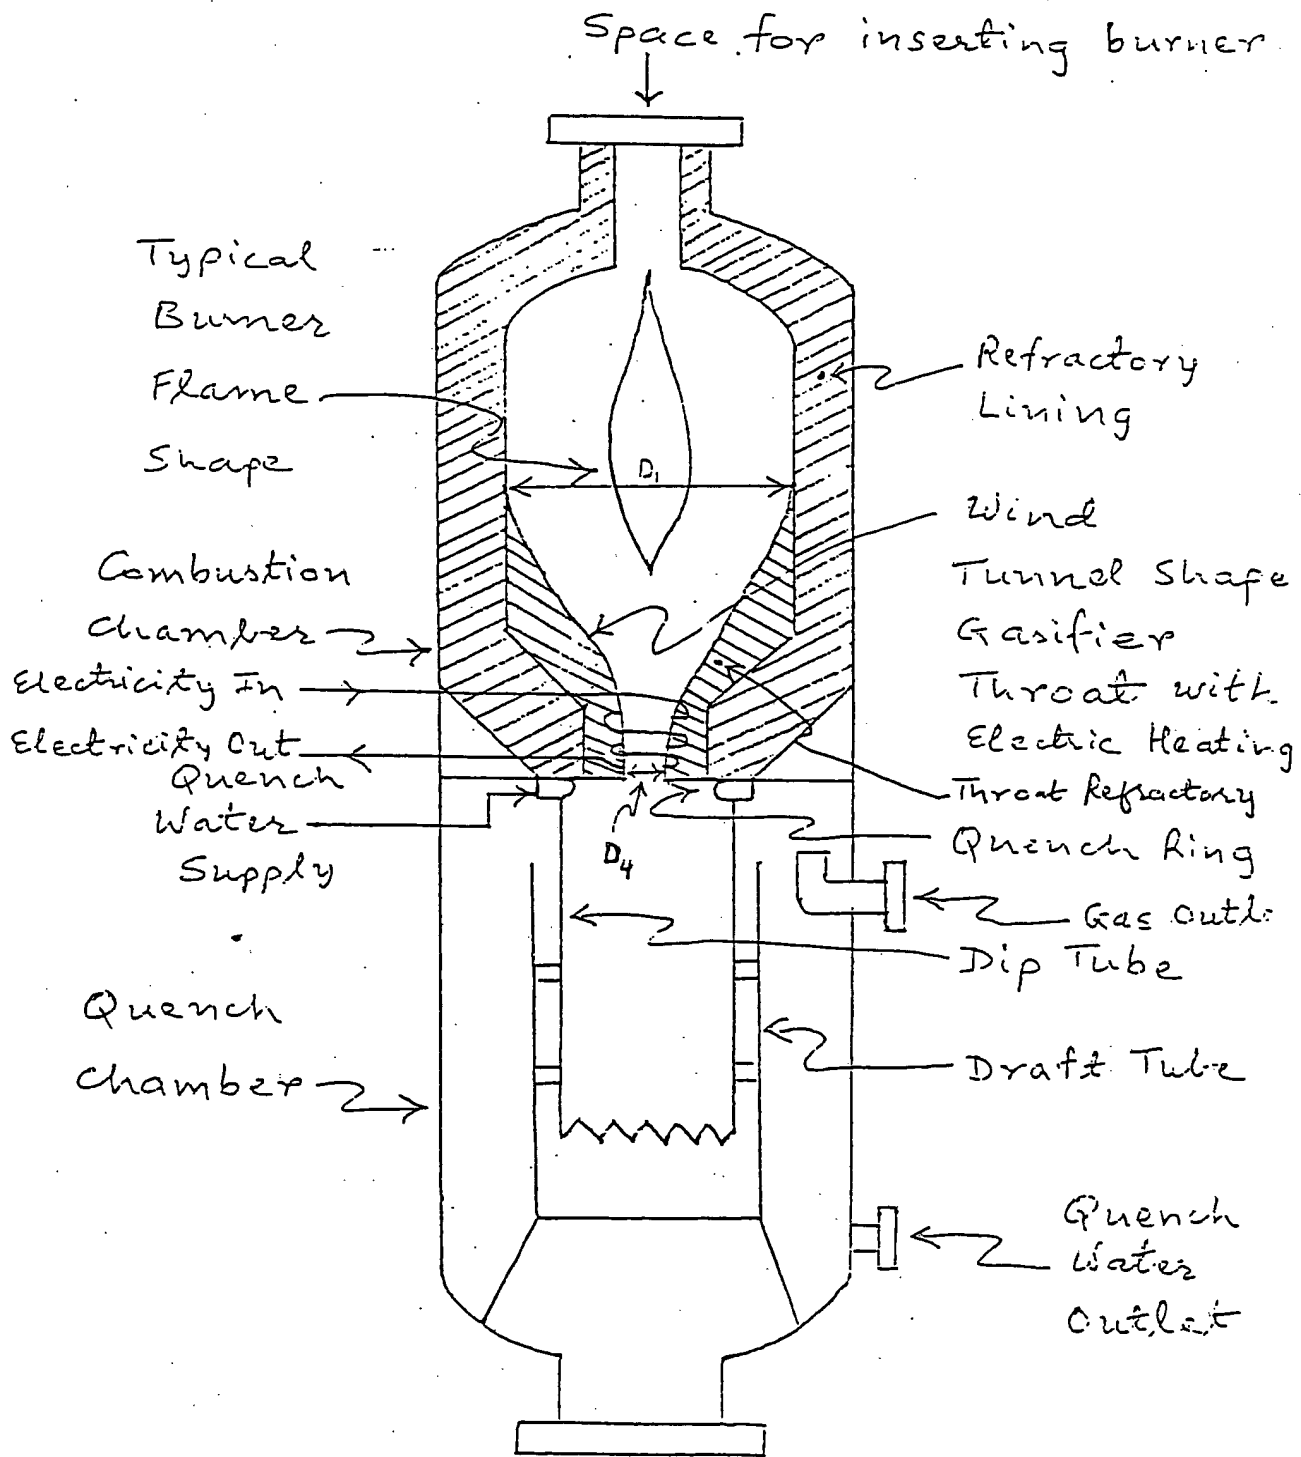 Space for inserting burner
Typical
Burner
Flame
Shape
Refractory
Lining
D1
Wind
Tunnel Shape
Gasifier
Throat with
Electric Heating
Combustion
Chamber
Electricity In
Electricity Out
Quench
Water
Supply
Throat Refractory
Quench Ring
D4
Gas Outl
Dip Tube
Quench
Chamber
Draft Tube
Quench
Water
Outlet